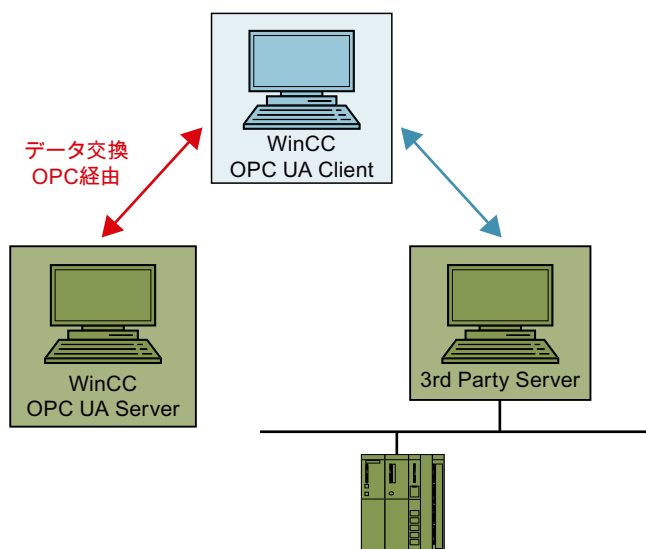 WinCC
OPC UA Client
データ交換
OPC経由
WinCC
OPC UA Server
3rd Party Server